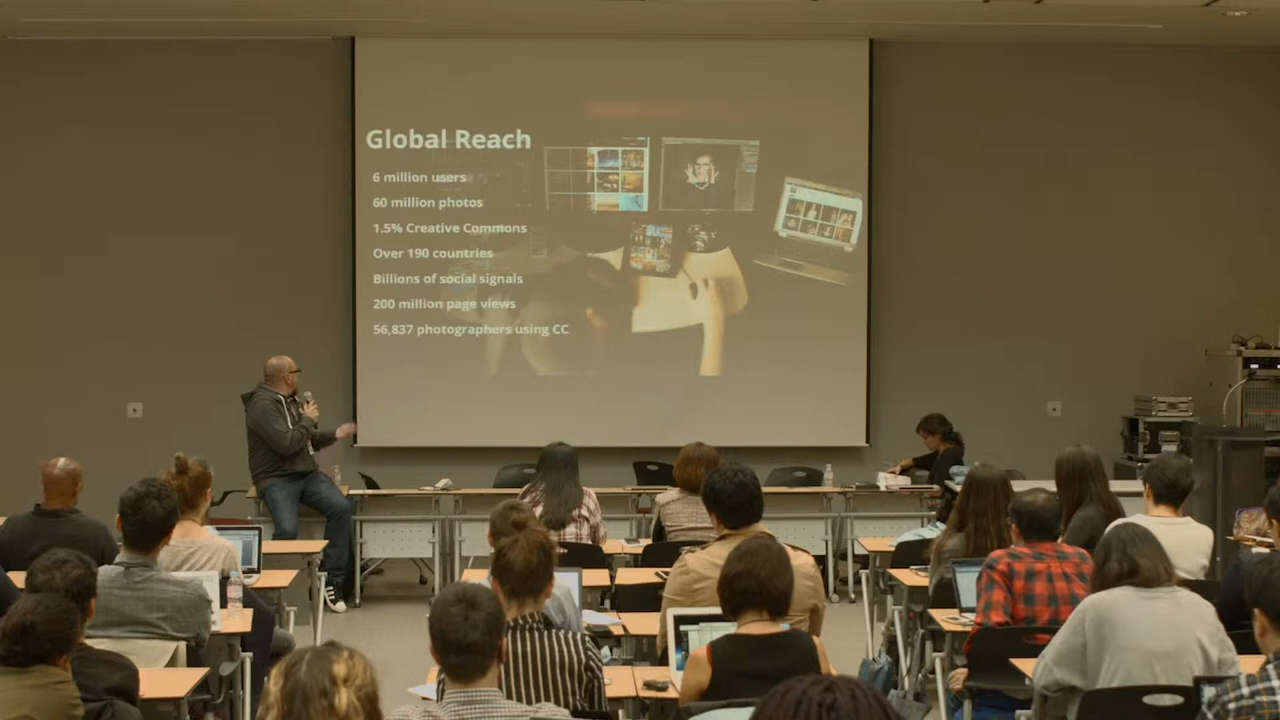 Global Reach
6 million users
60 million photos
1.5% Creative Commons
Over 190 countries
Billions of social signals
200 million page views
56,837 photographers using CC